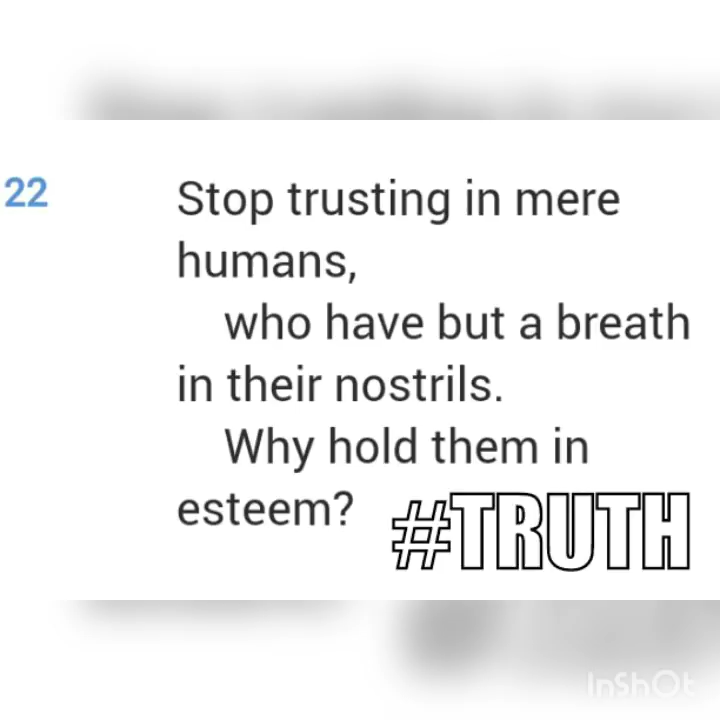 22
Stop trusting in mere
humans,
who have but a breath
in their nostrils.
Why hold them in
esteem?
#TRUTH
InShOt